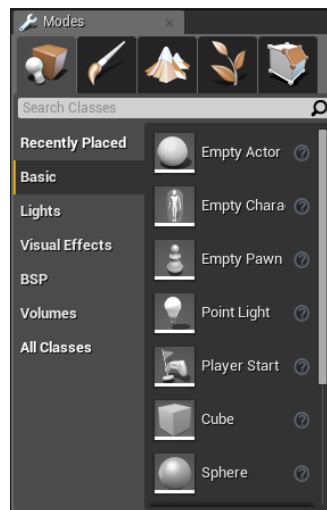 Modes
Search Classes
Recently Placed
Basic
Lights
Visual Effects
BSP
Volumes
All Classes
Empty Actor
Empty Chara
Empty Pawn
Point Light
Player Start
Cube
Sphere